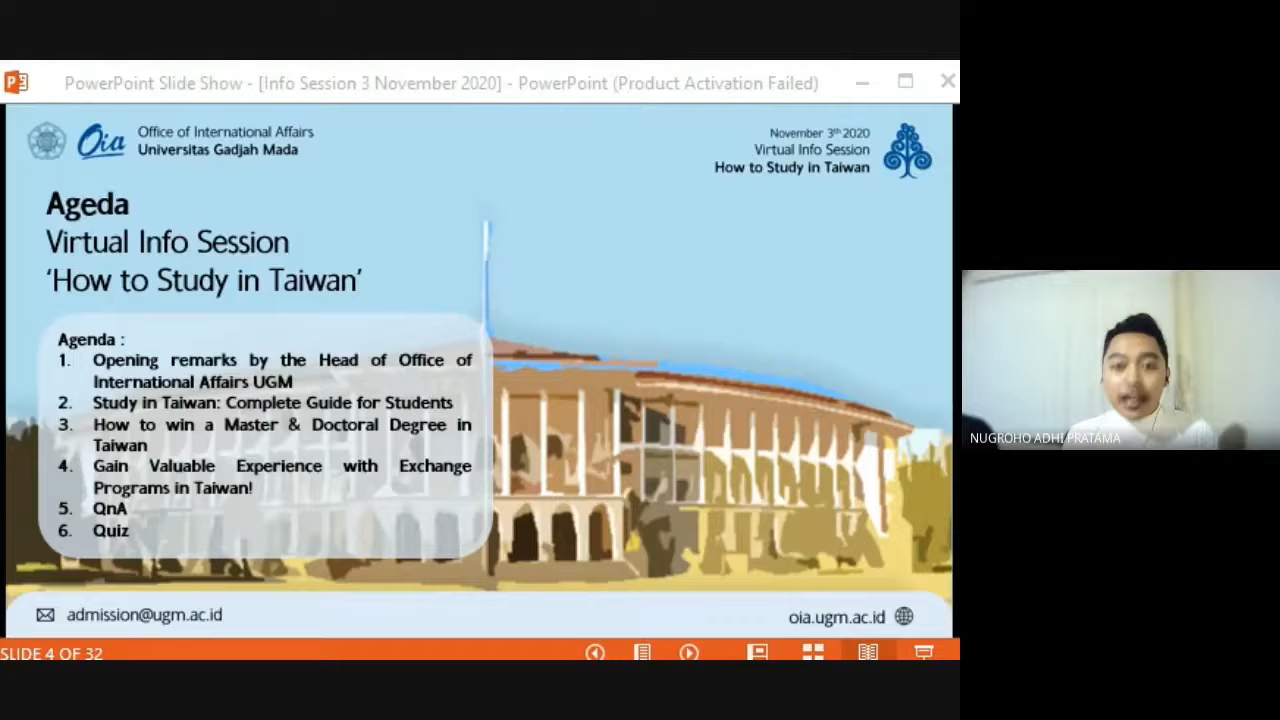 PowerPoint Slide Show - [Info Session 3 November 2020] - PowerPoint (Product Activation Failed)
Oia
Office of International Affairs
Universitas Gadjah Mada
November 3th 2020
Virtual Info Session
How to Study in Taiwan
Ageda
Virtual Info Session
‘How to Study in Taiwan’
Agenda :
1. Opening remarks by the Head of Office of
International Affairs UGM
2. Study in Taiwan: Complete Guide for Students
3. How to win a Master & Doctoral Degree in
Taiwan
4. Gain Valuable Experience with Exchange
Programs in Taiwan!
5. QnA
6. Quiz
NUGROHO ADHI PRATAMA
admission@ugm.ac.id
oia.ugm.ac.id
SLIDE 4 OF 32